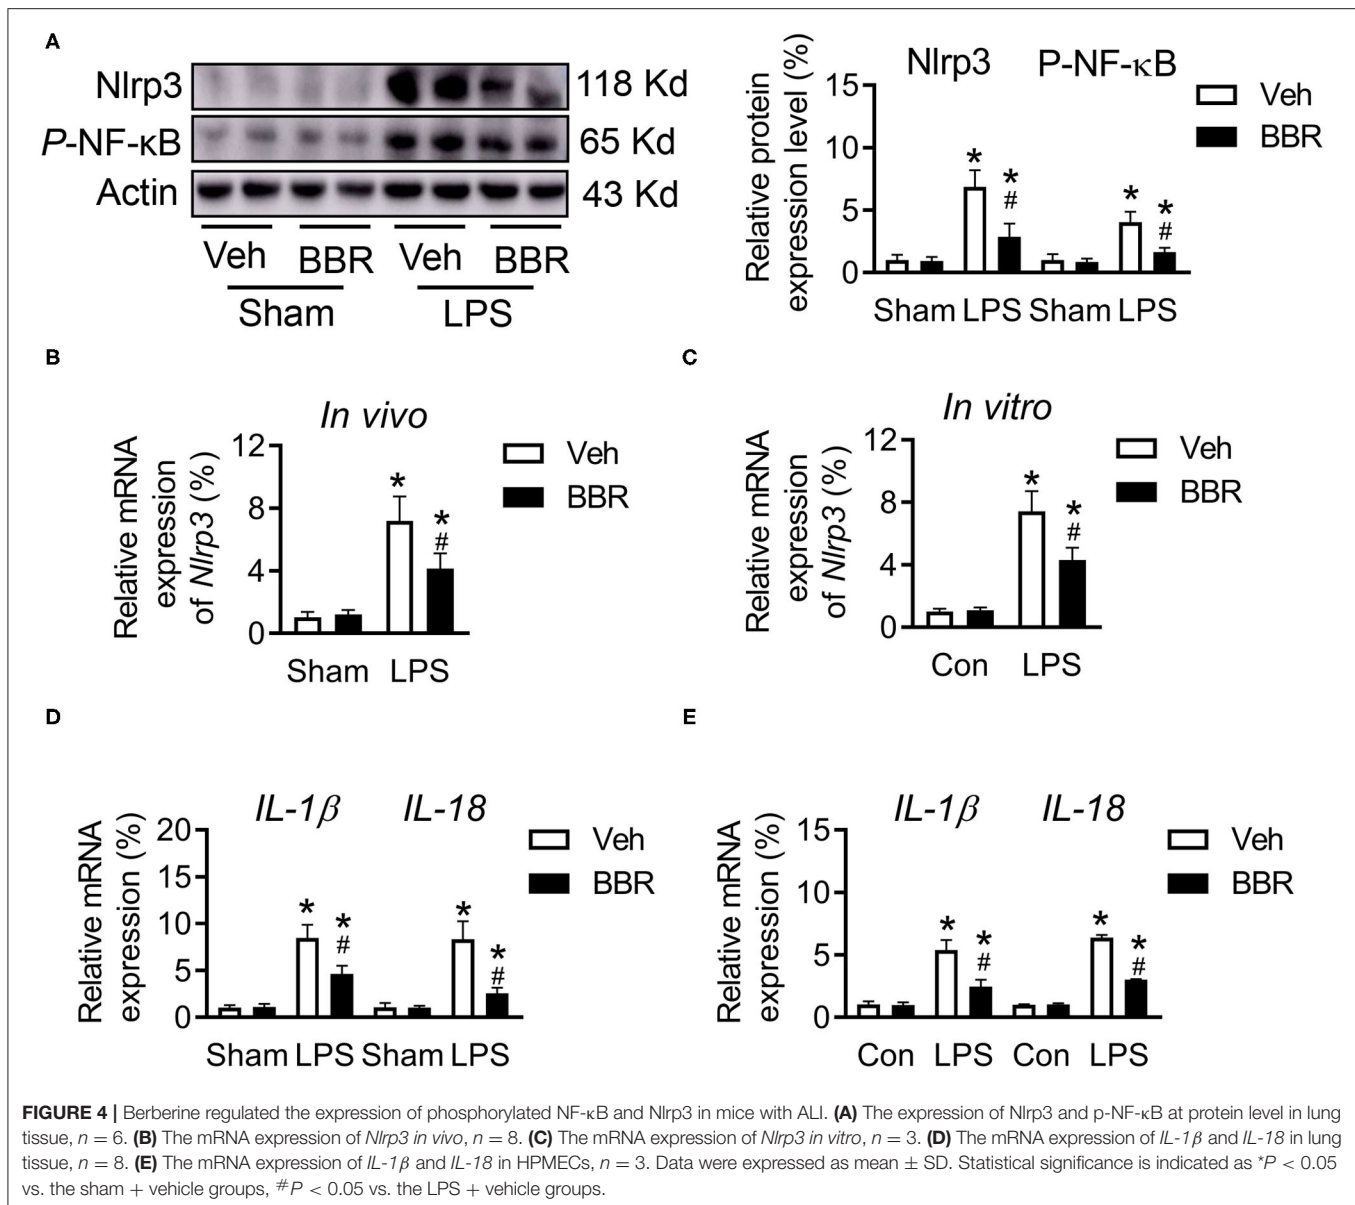 A
Nlrp3
118 Kd
P-NF-κB
65 Kd
Actin
43 Kd
Veh
BBR
Veh
BBR
Sham
LPS
Relative protein
expression level (%)
Nlrp3
P-NF-κB
15
10
5
0
*
*
#
*
*
#
Sham LPS Sham LPS
Veh
BBR
B
In vivo
Relative mRNA
expression
of Nlrp3 (%)
12
8
4
0
*
*
#
Sham LPS
Veh
BBR
C
In vitro
Relative mRNA
expression
of Nlrp3 (%)
12
8
4
0
*
*
#
Con LPS
Veh
BBR
D
IL-1β IL-18
Relative mRNA
expression (%)
20
15
10
5
0
*
*
#
*
*
#
Sham LPS Sham LPS
Veh
BBR
E
IL-1β IL-18
Relative mRNA
expression (%)
15
10
5
0
*
*
#
*
*
#
Con LPS Con LPS
Veh
BBR
FIGURE 4 | Berberine regulated the expression of phosphorylated NF-κB and Nlrp3 in mice with ALI. (A) The expression of Nlrp3 and p-NF-κB at protein level in lung
tissue, n = 6. (B) The mRNA expression of Nlrp3 in vivo, n = 8. (C) The mRNA expression of Nlrp3 in vitro, n = 3. (D) The mRNA expression of IL-1β and IL-18 in lung
tissue, n = 8. (E) The mRNA expression of IL-1β and IL-18 in HPMECs, n = 3. Data were expressed as mean ± SD. Statistical significance is indicated as *P < 0.05
vs. the sham + vehicle groups, #P < 0.05 vs. the LPS + vehicle groups.